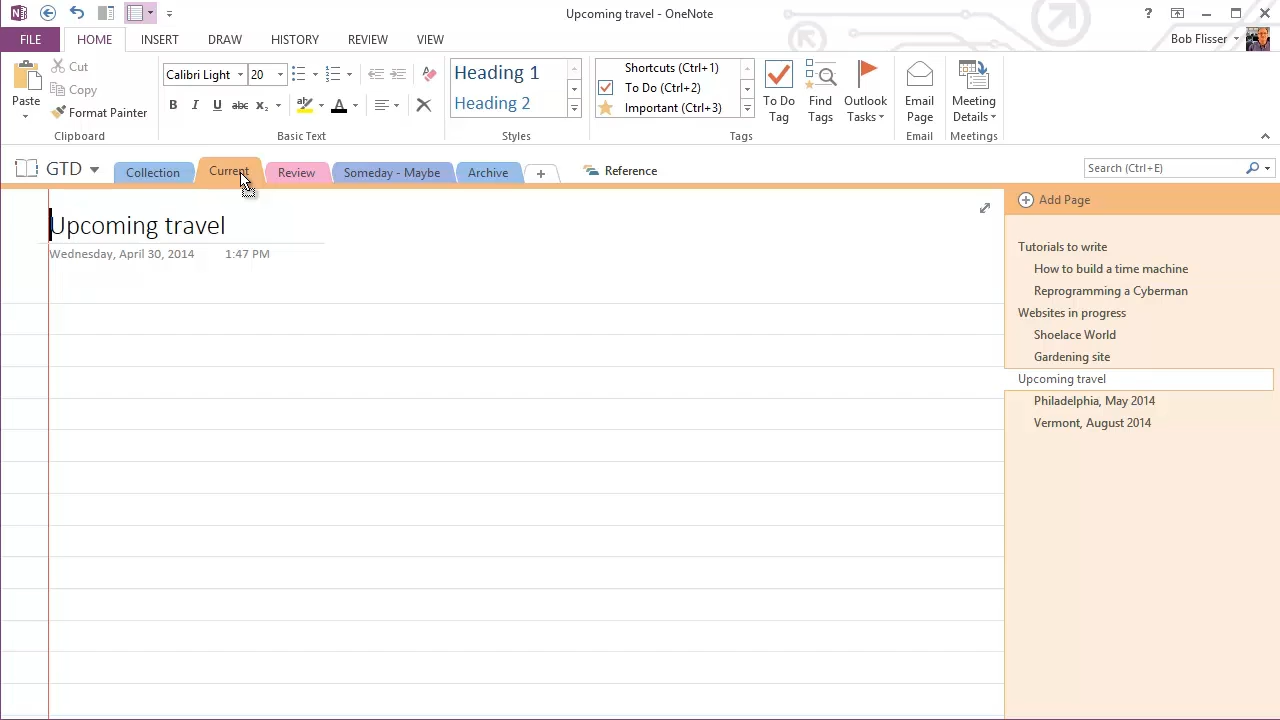 Upcoming travel - OneNote
?
FILE
HOME
INSERT
DRAW
HISTORY
REVIEW
VIEW
Bob Flisser
Paste
Cut
Copy
Format Painter
Clipboard
Calibri Light
20
B
I
U
abc
x₂
A
Basic Text
Heading 1
Heading 2
Styles
Shortcuts (Ctrl+1)
To Do (Ctrl+2)
Important (Ctrl+3)
To Do
Tag
Find
Tags
Outlook
Tasks
Tags
Email
Page
Email
Meeting
Details
Meetings
GTD
Collection
Current
Review
Someday - Maybe
Archive
Reference
Search (Ctrl+E)
Upcoming travel
Wednesday, April 30, 2014
1:47 PM
Add Page
Tutorials to write
How to build a time machine
Reprogramming a Cyberman
Websites in progress
Shoelace World
Gardening site
Upcoming travel
Philadelphia, May 2014
Vermont, August 2014